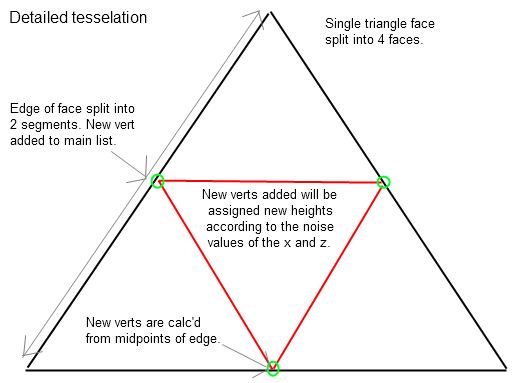 Detailed tesselation
Single triangle face
split into 4 faces.
Edge of face split into
2 segments. New vert
added to main list.
New verts added will be
assigned new heights
according to the noise
values of the x and z.
New verts are calc'd
from midpoints of edge.